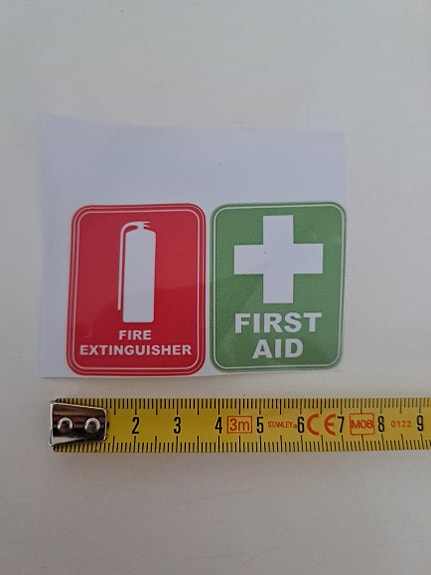 FIRE
EXTINGUISHER
FIRST
AID
2 3 4 3m 5 STANLEY® 6 CE 7 M08 8 0122 9